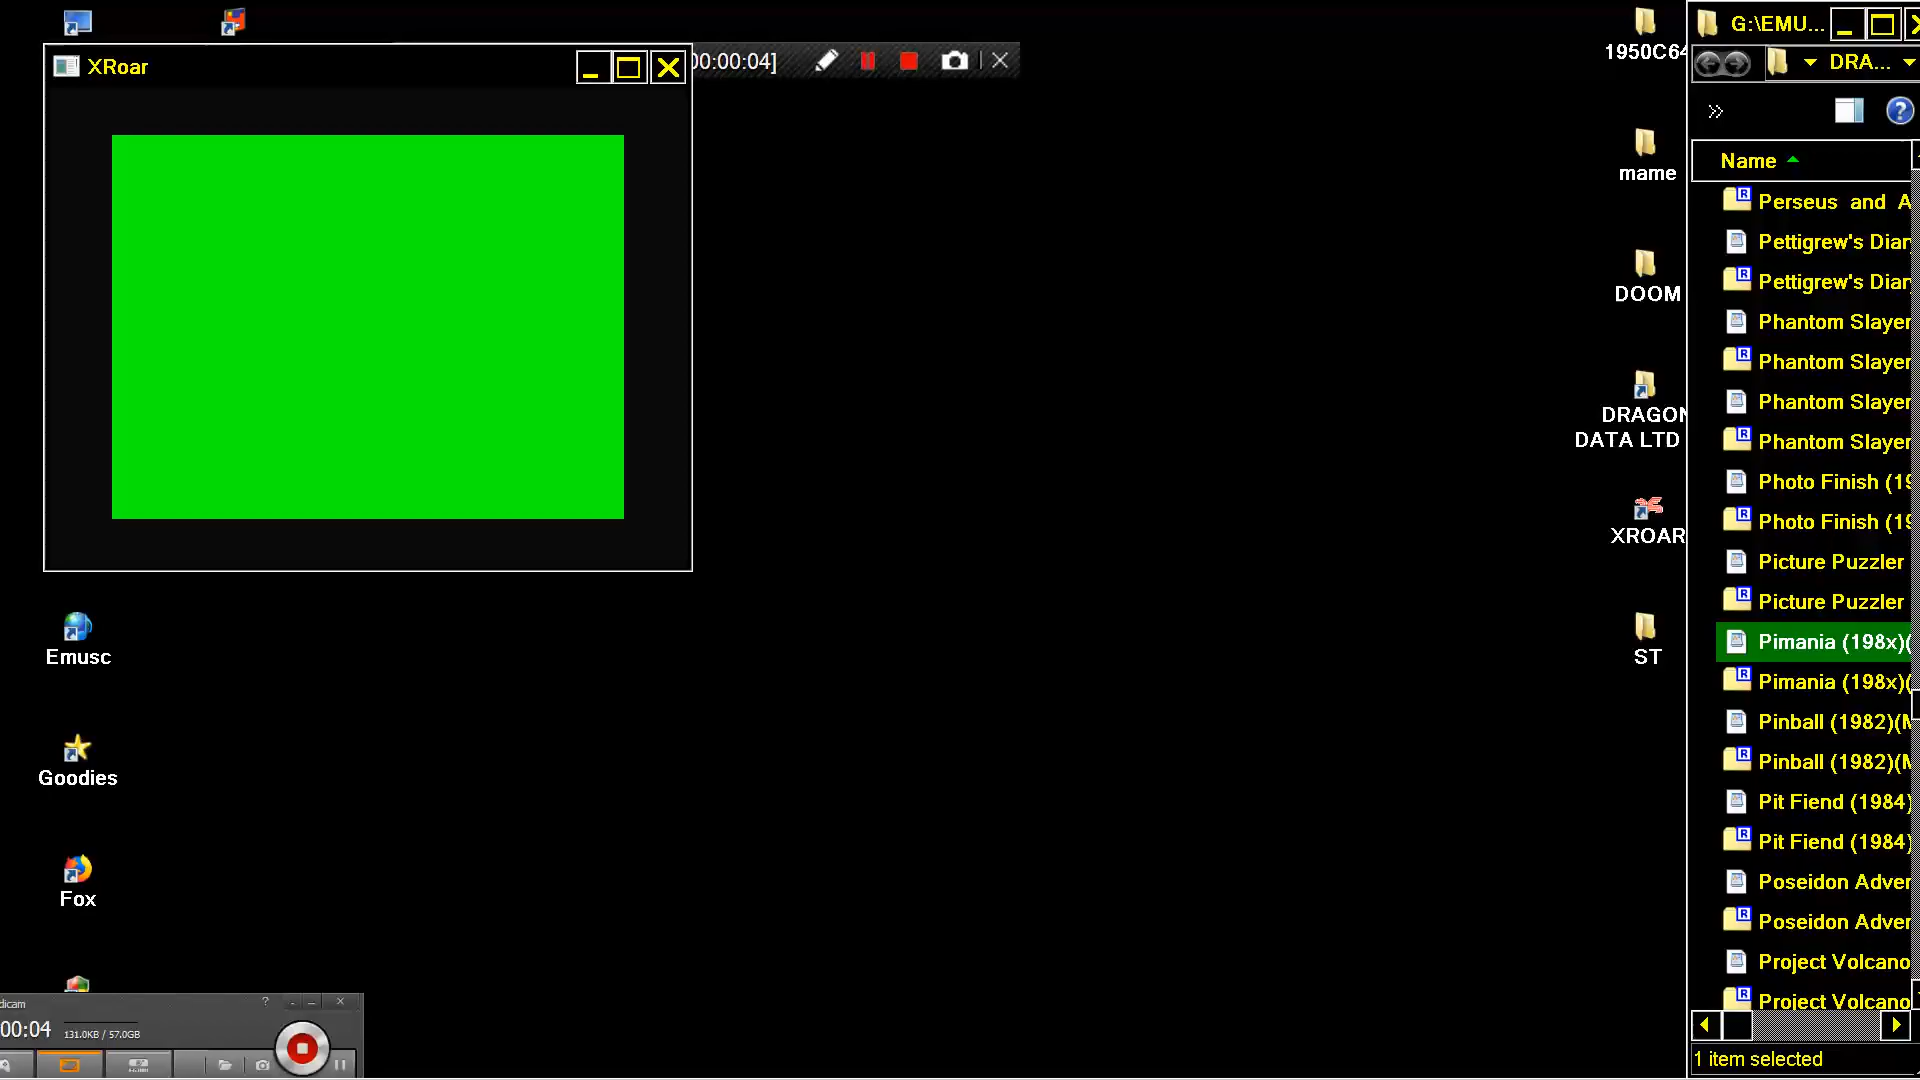 XRoar
00:00:04]
Emusc
Goodies
Fox
dicam
00:04
131.0KB / 57.0GB
1950C64
mame
DOOM
DRAGON
DATA LTD
XROAR
ST
G:\EMU...
DRA...
Name
Perseus and A
Pettigrew's Diar
Pettigrew's Diar
Phantom Slayer
Phantom Slayer
Phantom Slayer
Phantom Slayer
Photo Finish (19
Photo Finish (19
Picture Puzzler
Picture Puzzler
Pimania (198x)(
Pimania (198x)(
Pinball (1982)(M
Pinball (1982)(M
Pit Fiend (1984)
Pit Fiend (1984)
Poseidon Adver
Poseidon Adver
Project Volcano
Project Volcano
1 item selected